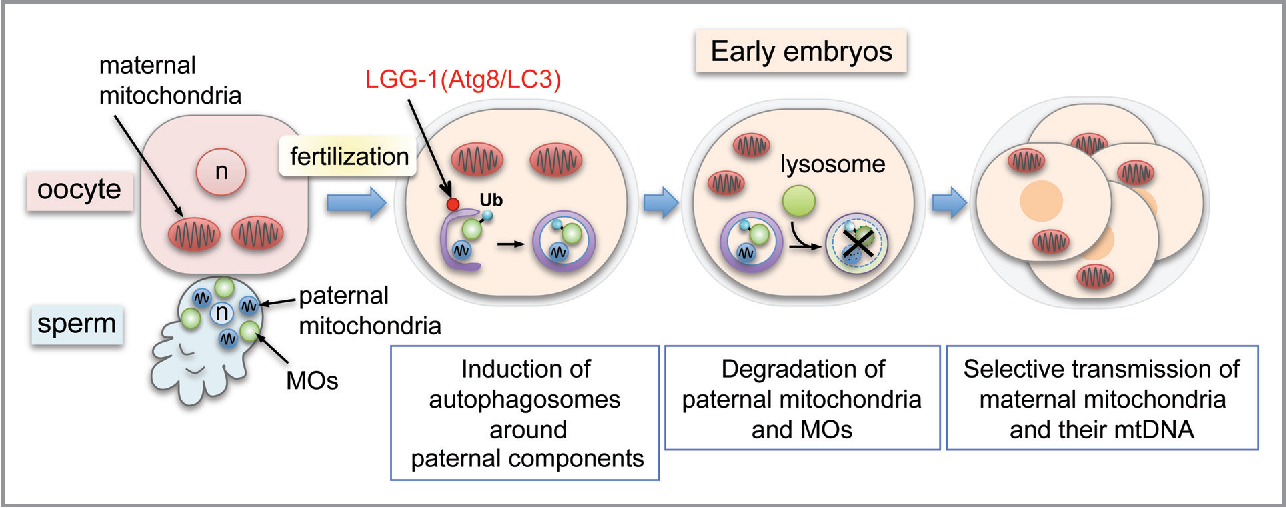 Early embryos
maternal
mitochondria
LGG-1(Atg8/LC3)
fertilization
n
oocyte
Ub
lysosome
sperm
n
paternal
mitochondria
MOs
Induction of
autophagosomes
around
paternal components
Degradation of
paternal mitochondria
and MOs
Selective transmission of
maternal mitochondria
and their mtDNA